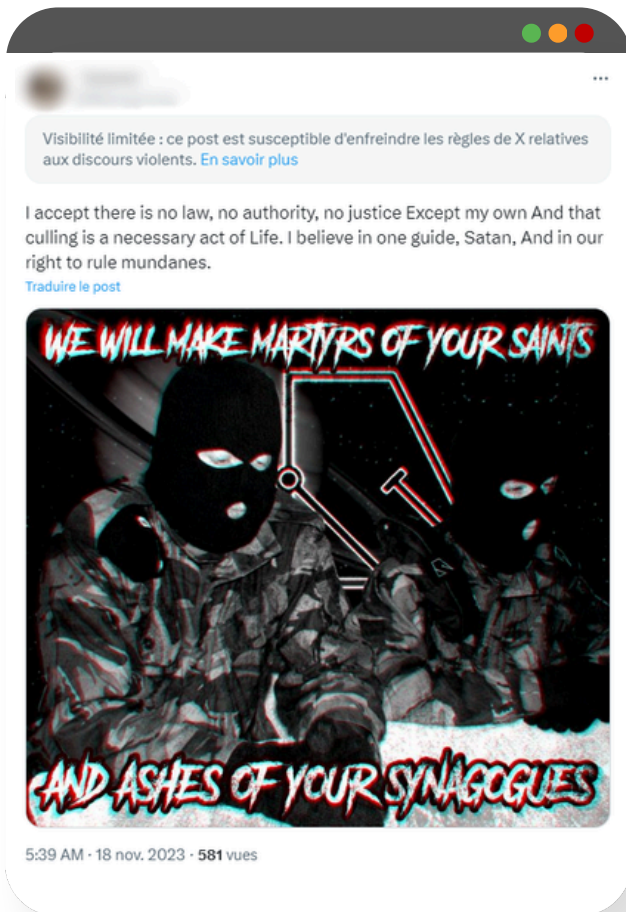 Visibilité limitée : ce post est susceptible d'enfreindre les règles de X relatives
aux discours violents. En savoir plus
I accept there is no law, no authority, no justice Except my own And that
culling is a necessary act of Life. I believe in one guide, Satan, And in our
right to rule mundanes.
Traduire le post
WE WILL MAKE MARTYRS OF YOUR SAINTS
AND ASHES OF YOUR SYNAGOGUES
5:39 AM · 18 nov. 2023 · 581 vues